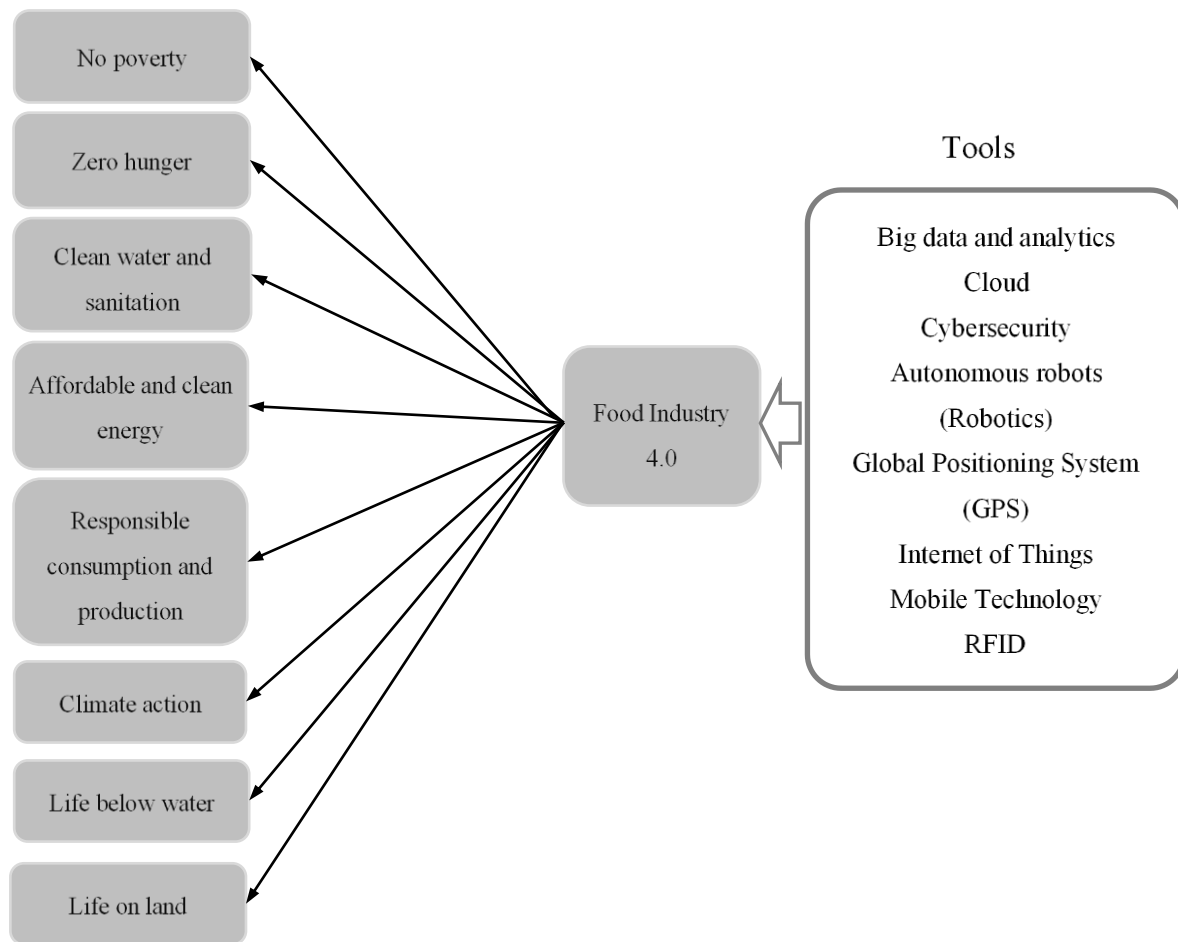 No poverty
Zero hunger
Clean water and
sanitation
Affordable and clean
energy
Responsible
consumption and
production
Climate action
Life below water
Life on land
Food Industry
4.0
Tools
Big data and analytics
Cloud
Cybersecurity
Autonomous robots
(Robotics)
Global Positioning System
(GPS)
Internet of Things
Mobile Technology
RFID